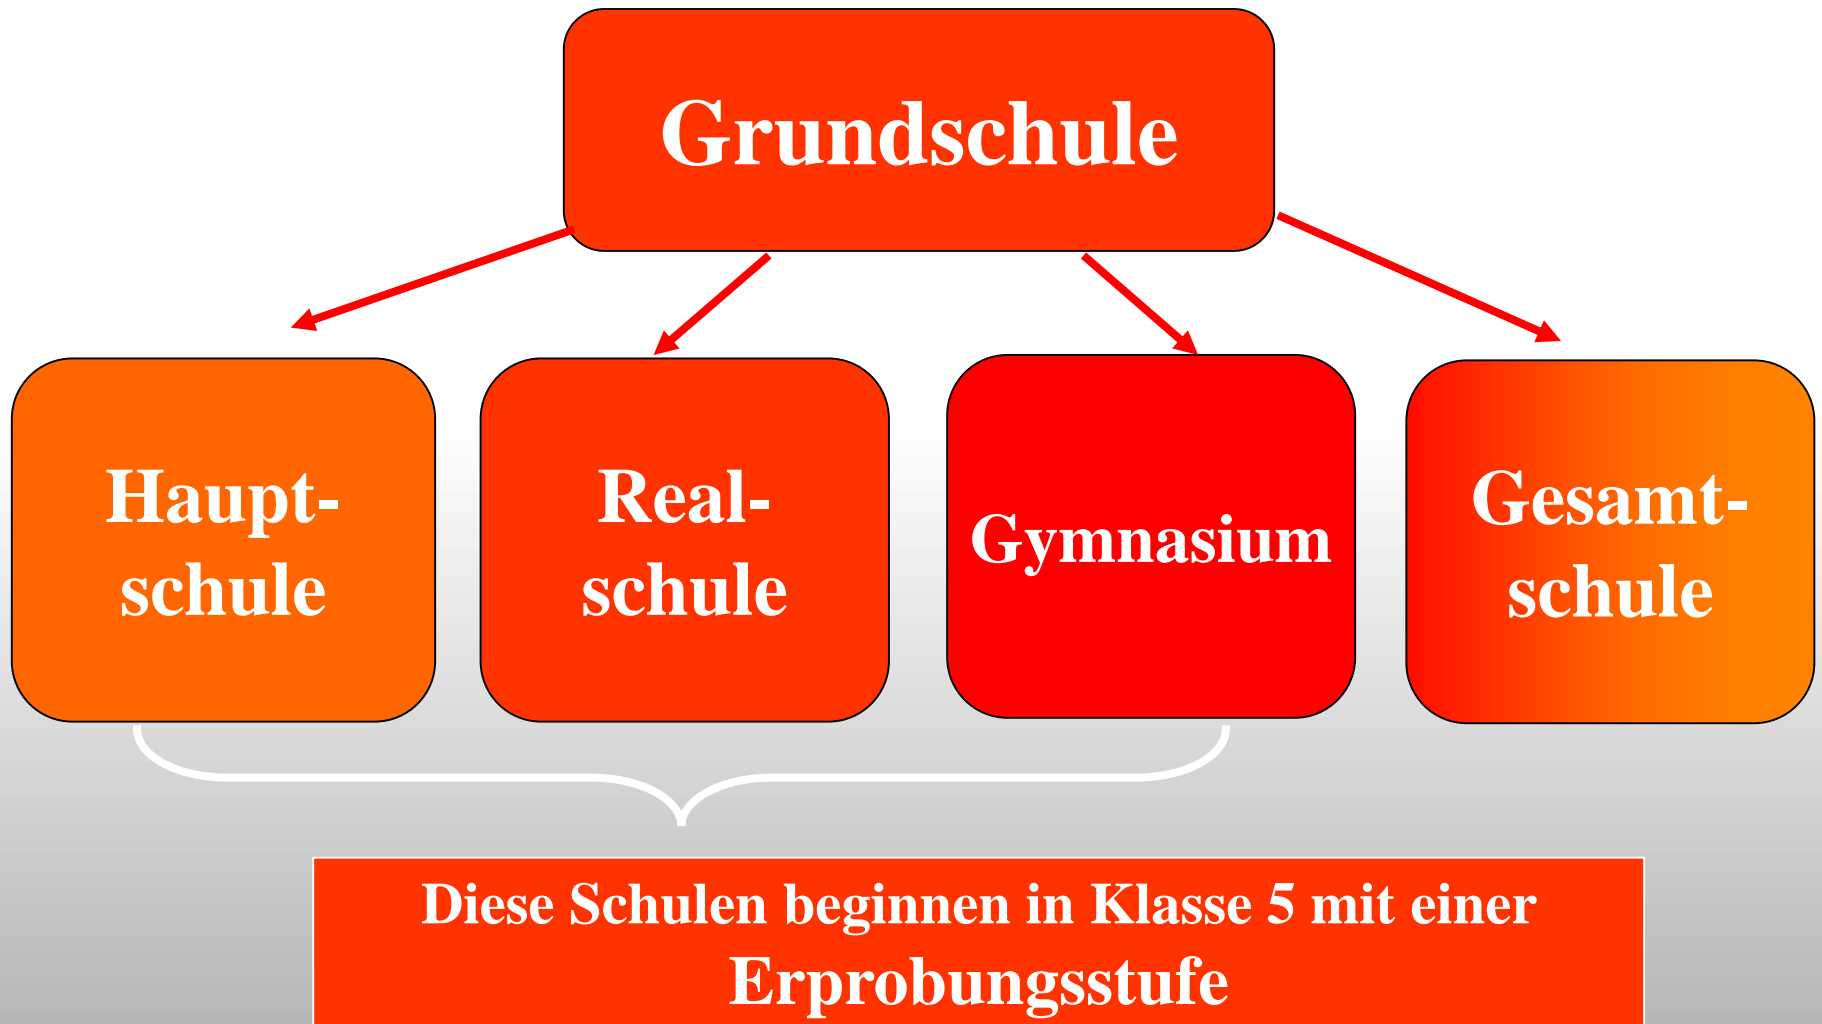 Grundschule
Haupt-
schule
Real-
schule
Gymnasium
Gesamt-
schule
Diese Schulen beginnen in Klasse 5 mit einer
Erprobungsstufe